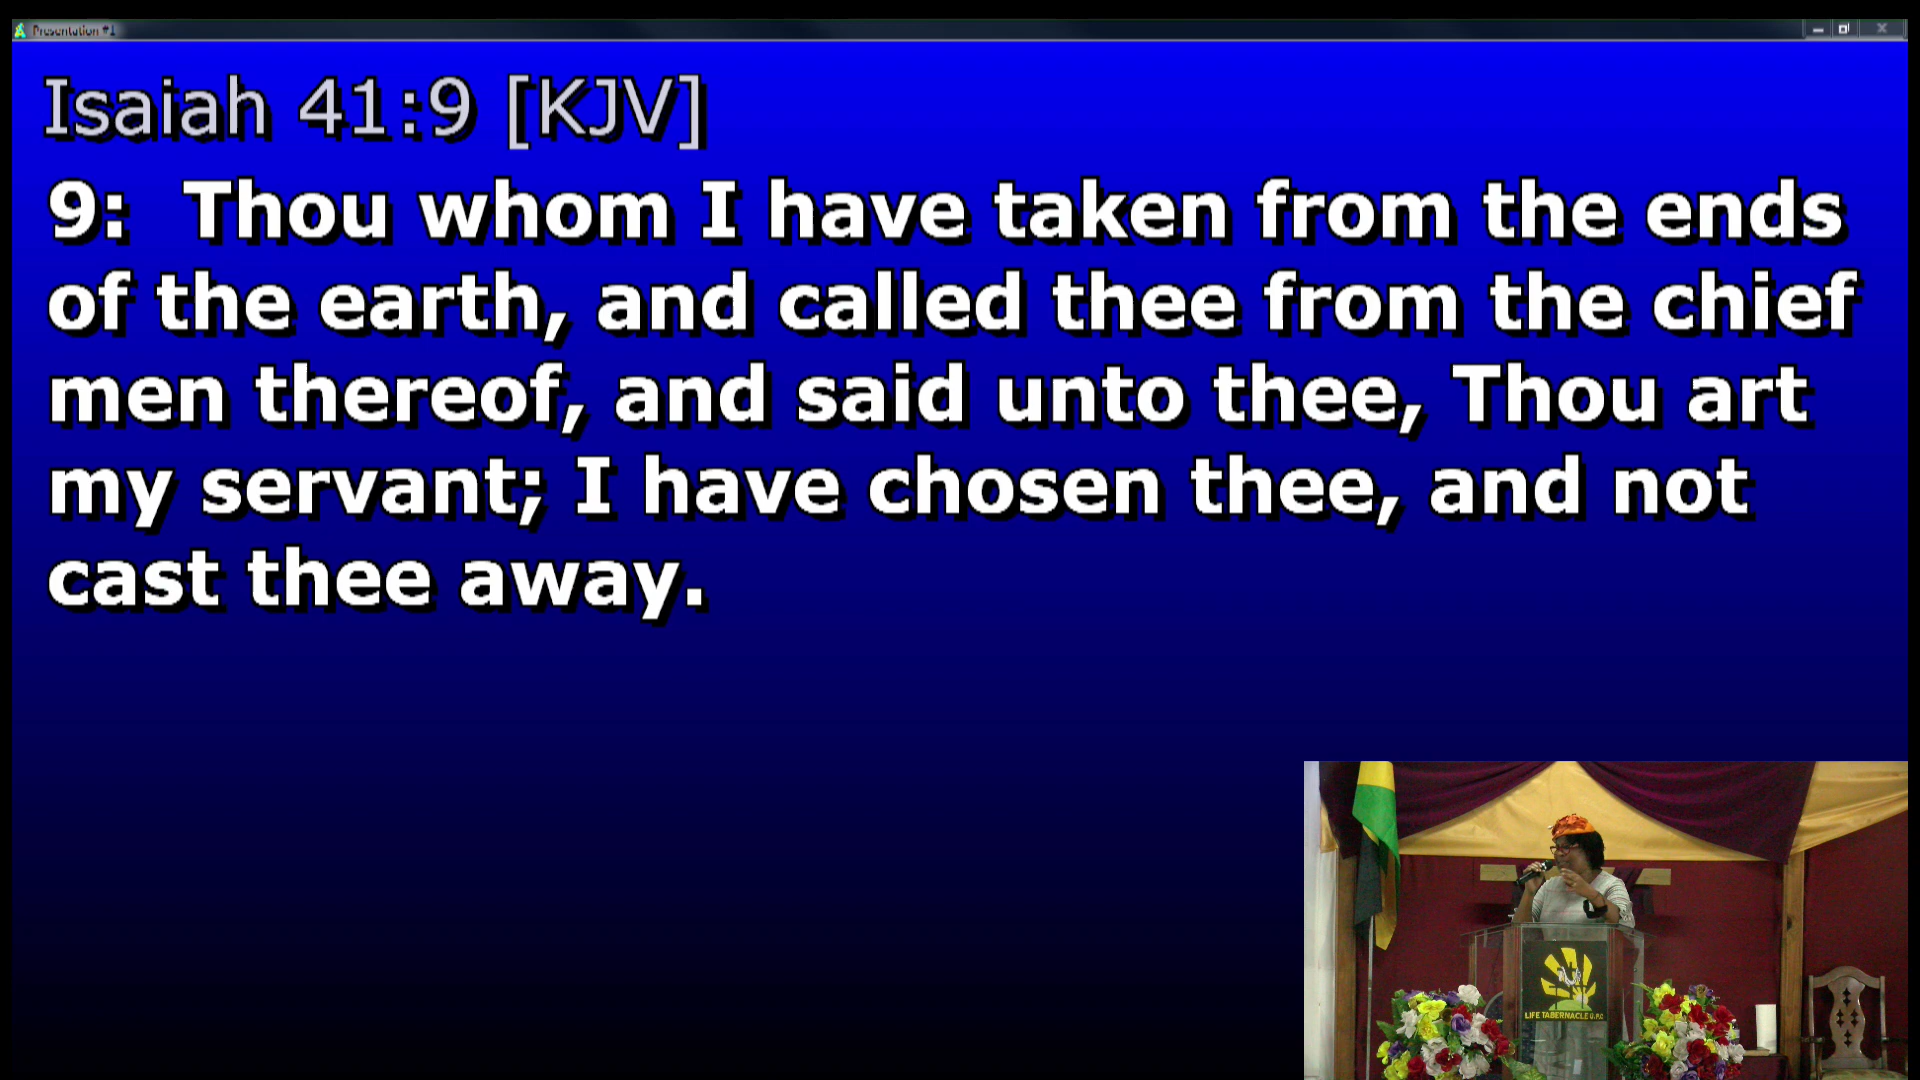 Presentation #1
Isaiah 41:9 [KJV]
9: Thou whom I have taken from the ends
of the earth, and called thee from the chief
men thereof, and said unto thee, Thou art
my servant; I have chosen thee, and not
cast thee away.
LIFE TABERNACLE U.P.C